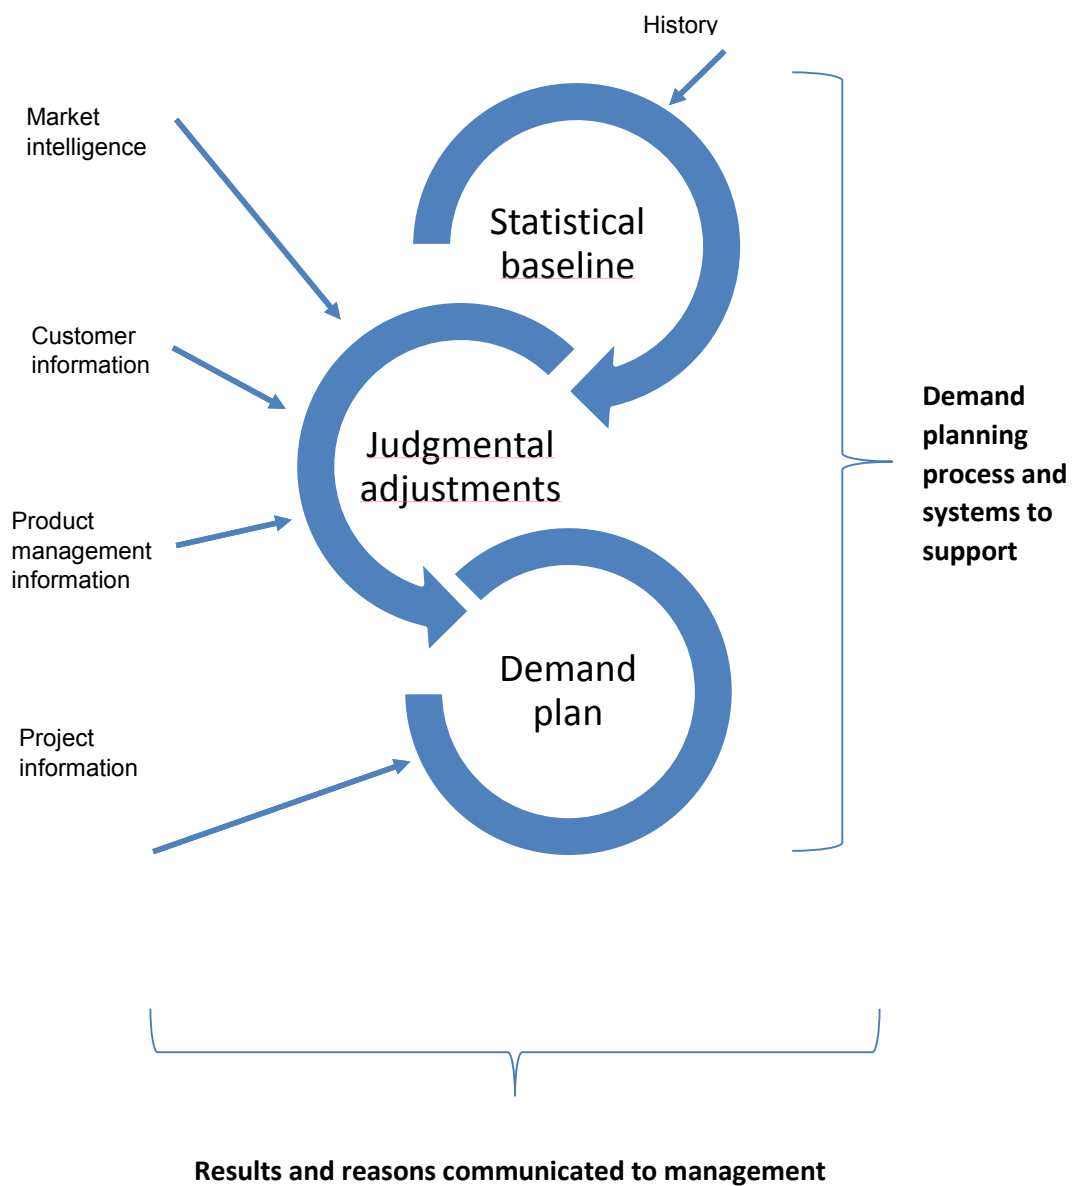 History
Market
intelligence
Statistical
baseline
Customer
information
Judgmental
adjustments
Demand
planning
process and
systems to
support
Product
management
information
Demand
plan
Project
information
Results and reasons communicated to management